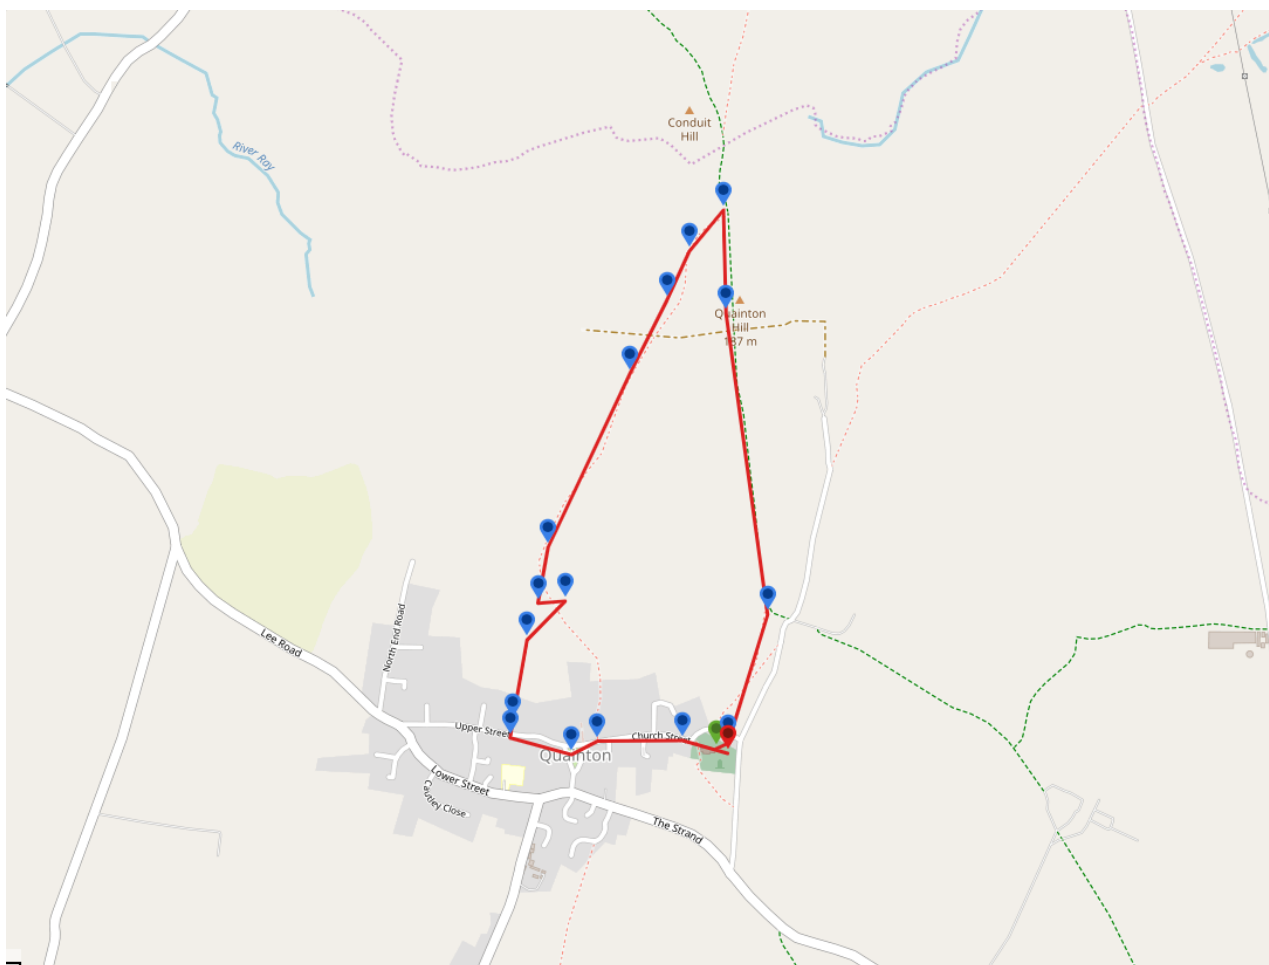 Conduit
Hill
River Ray
Quainton
Hill
187 m
North End Road
Lee Road
Upper Street
Church Street
Quainton
Lower Street
Cautley Close
The Strand